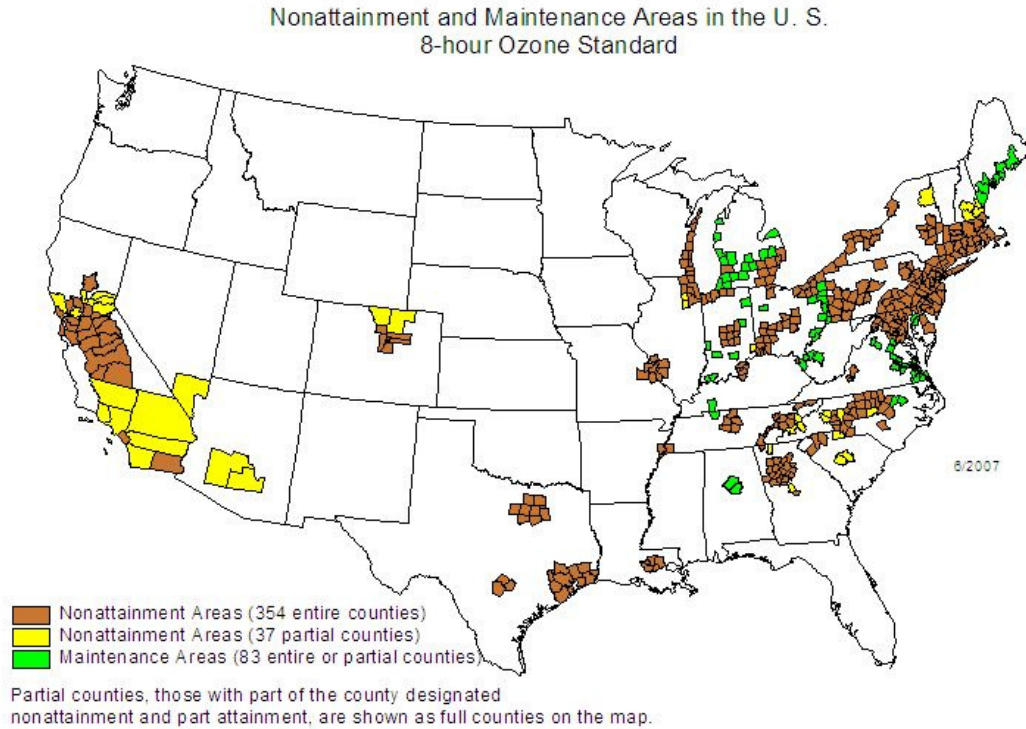 Nonattainment and Maintenance Areas in the U. S.
8-hour Ozone Standard
6/2007
Nonattainment Areas (354 entire counties)
Nonattainment Areas (37 partial counties)
Maintenance Areas (83 entire or partial counties)
Partial counties, those with part of the county designated
nonattainment and part attainment, are shown as full counties on the map.